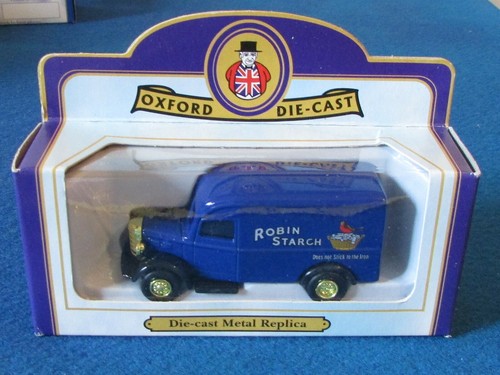 OXFORD DIE-CAST
ROBIN
STARCH
Does not Stick to the Iron
Die-cast Metal Replica